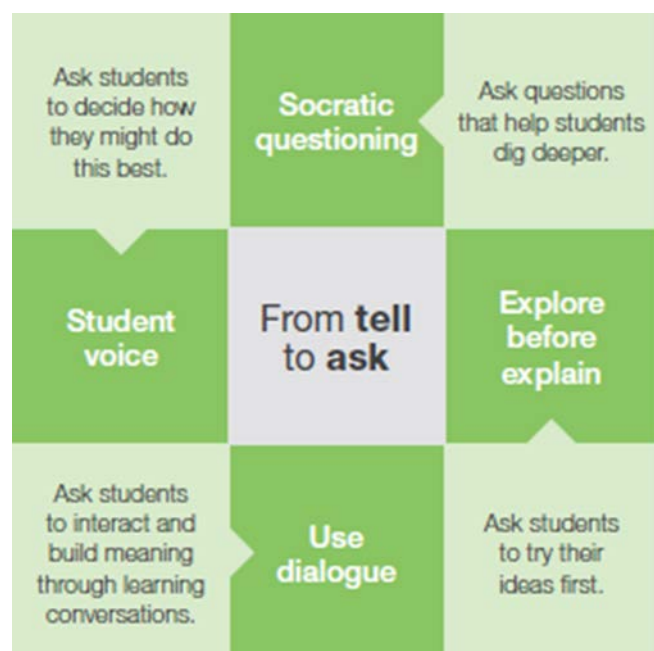 Ask students
to decide how
they might do
this best.
Socratic
questioning
Ask questions
that help students
dig deeper.
Student
voice
From tell
to ask
Explore
before
explain
Ask students
to interact and
build meaning
through learning
conversations.
Use
dialogue
Ask students
to try their
ideas first.